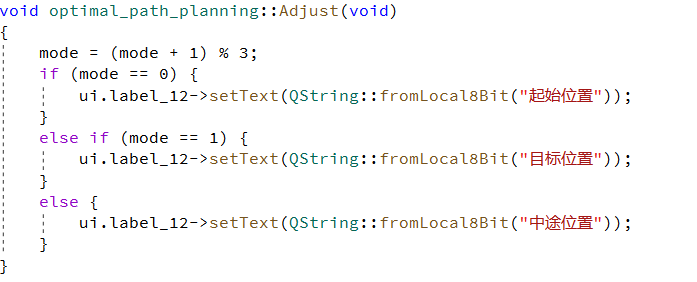 void optimal_path_planning::Adjust(void)
{
    mode = (mode + 1) % 3;
    if (mode == 0) {
        ui.label_12->setText(QString::fromLocal8Bit("起始位置"));
    }
    else if (mode == 1) {
        ui.label_12->setText(QString::fromLocal8Bit("目标位置"));
    }
    else {
        ui.label_12->setText(QString::fromLocal8Bit("中途位置"));
    }
}